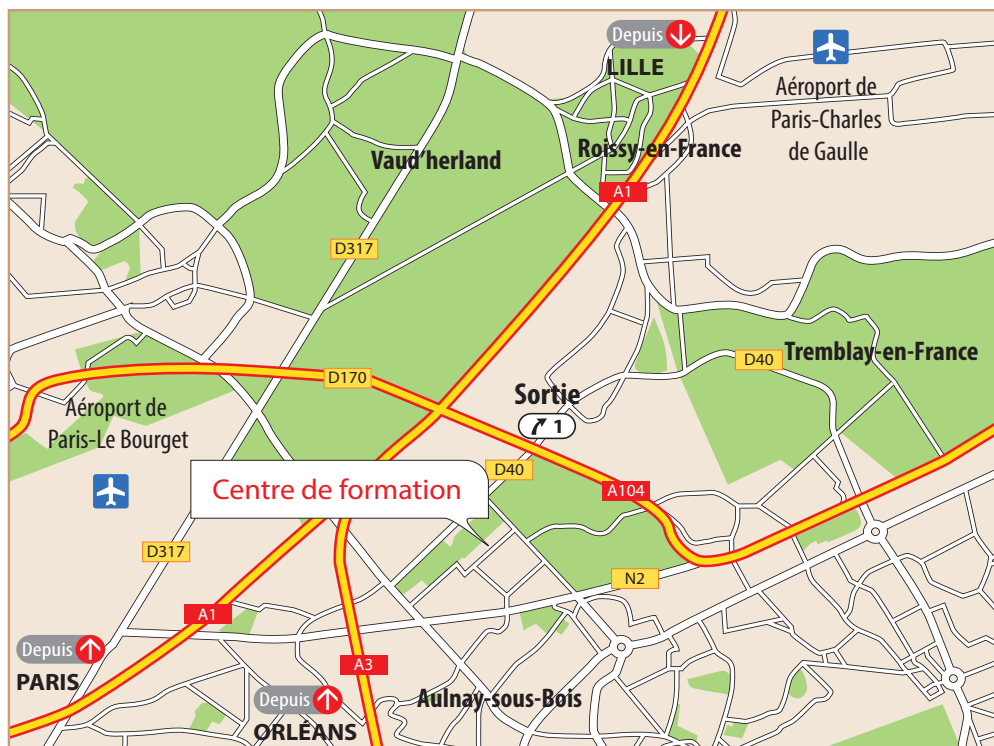 Depuis
LILLE
Aéroport de
Paris-Charles
de Gaulle
Vaud'herland
Roissy-en-France
A1
D317
D170
D40
Tremblay-en-France
Sortie
1
Aéroport de
Paris-Le Bourget
D40
Centre de formation
A104
D317
N2
A1
Depuis
PARIS
A3
Depuis
ORLÉANS
Aulnay-sous-Bois